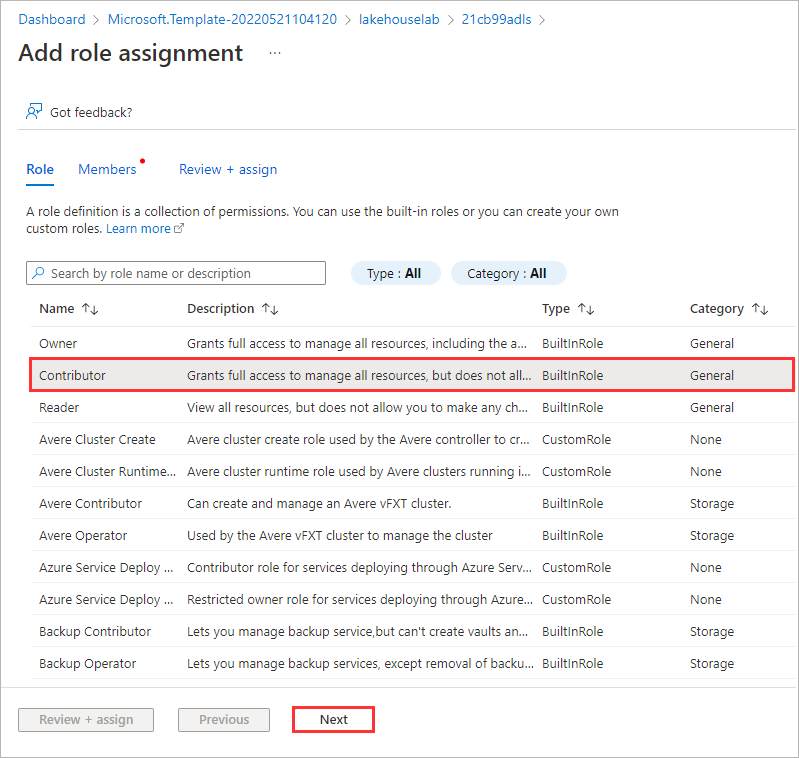 Dashboard > Microsoft.Template-20220521104120 > lakehouselab > 21cb99adls >
Add role assignment ...
Got feedback?
Role Members Review + assign
A role definition is a collection of permissions. You can use the built-in roles or you can create your own
custom roles. Learn more
Search by role name or description Type : All Category : All
Name ↑↓ Description ↑↓ Type ↑↓ Category ↑↓
Owner Grants full access to manage all resources, including the a... BuiltInRole General
Contributor Grants full access to manage all resources, but does not all... BuiltInRole General
Reader View all resources, but does not allow you to make any ch... BuiltInRole General
Avere Cluster Create Avere cluster create role used by the Avere controller to cr... CustomRole None
Avere Cluster Runtime... Avere cluster runtime role used by Avere clusters running i... CustomRole None
Avere Contributor Can create and manage an Avere vFXT cluster. BuiltInRole Storage
Avere Operator Used by the Avere vFXT cluster to manage the cluster BuiltInRole Storage
Azure Service Deploy ... Contributor role for services deploying through Azure Serv... CustomRole None
Azure Service Deploy ... Restricted owner role for services deploying through Azure... CustomRole None
Backup Contributor Lets you manage backup service,but can't create vaults an... BuiltInRole Storage
Backup Operator Lets you manage backup services, except removal of backu... BuiltInRole Storage
Review + assign Previous Next